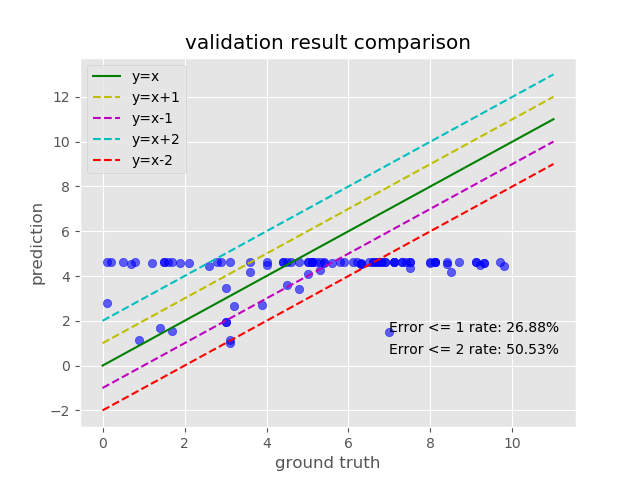 validation result comparison
y=x
y=x+1
y=x-1
y=x+2
y=x-2
12
10
8
6
4
2
0
−2
prediction
Error <= 1 rate: 26.88%
Error <= 2 rate: 50.53%
0 2 4 6 8 10
ground truth